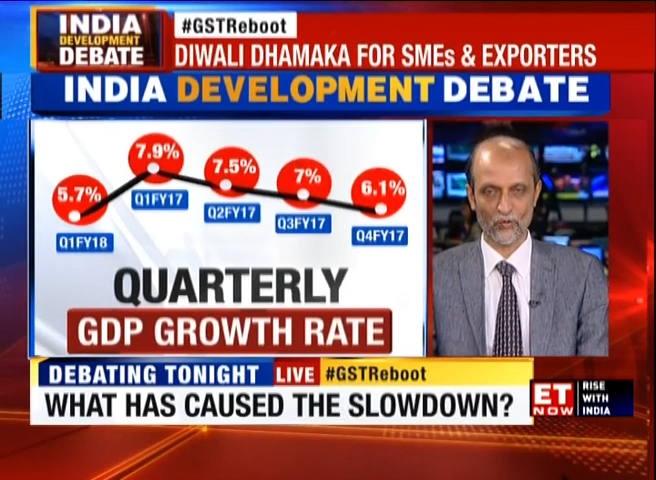 INDIA
DEVELOPMENT
DEBATE
#GSTReboot
DIWALI DHAMAKA FOR SMEs & EXPORTERS
INDIA DEVELOPMENT DEBATE
5.7%
7.9%
7.5%
7%
6.1%
Q1FY18
Q1FY17
Q2FY17
Q3FY17
Q4FY17
QUARTERLY
GDP GROWTH RATE
DEBATING TONIGHT LIVE #GSTReboot
WHAT HAS CAUSED THE SLOWDOWN?
ET
NOW
RISE
WITH
INDIA